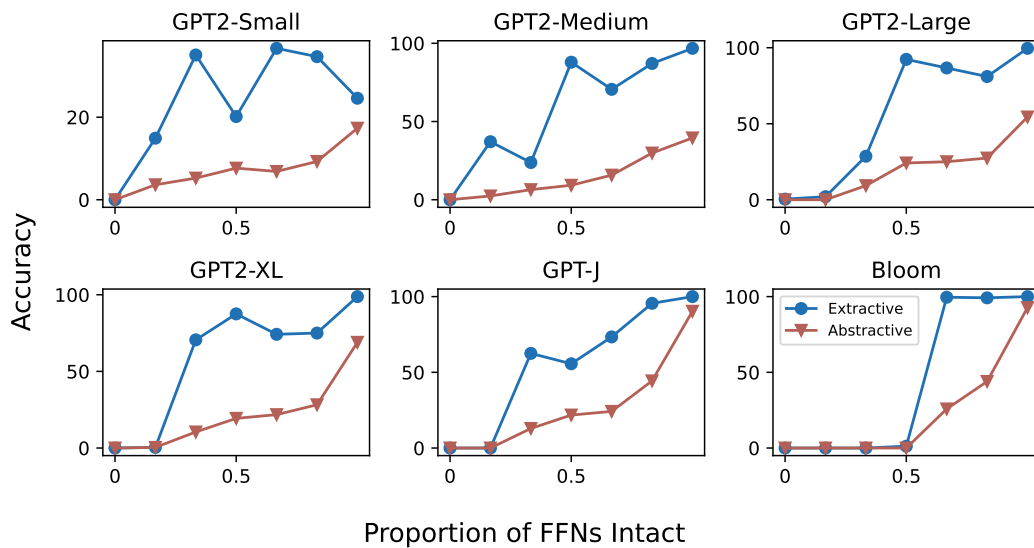 GPT2-Small
GPT2-Medium
GPT2-Large
20
0
0
0.5
100
50
0
0
0.5
100
50
0
0
0.5
Accuracy
GPT2-XL
GPT-J
Bloom
100
50
0
0
0.5
100
50
0
0
0.5
100
50
0
0
0.5
Extractive
Abstractive
Proportion of FFNs Intact